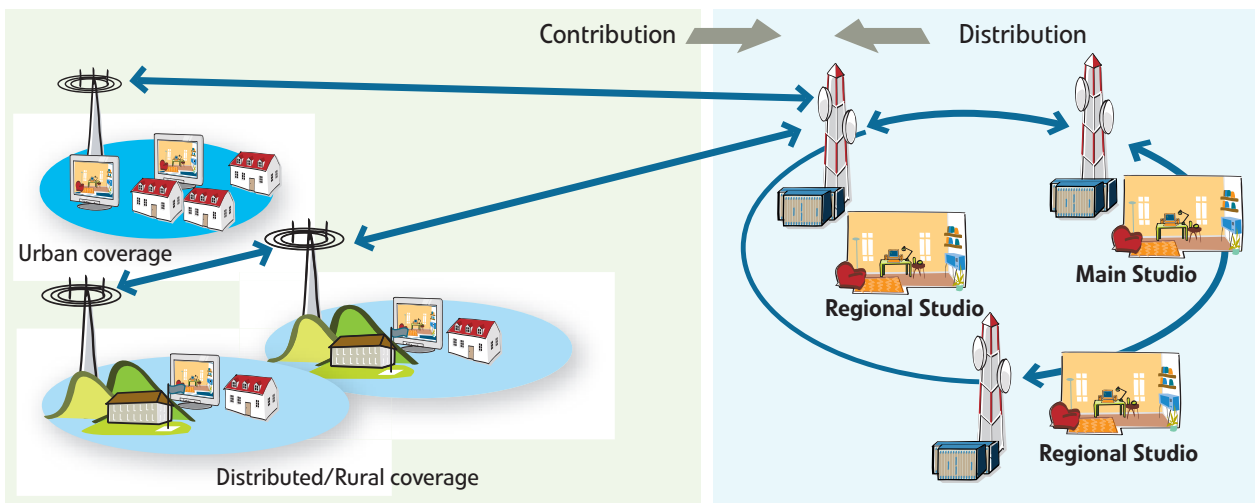 Contribution
Distribution
Urban coverage
Main Studio
Regional Studio
Regional Studio
Distributed/Rural coverage